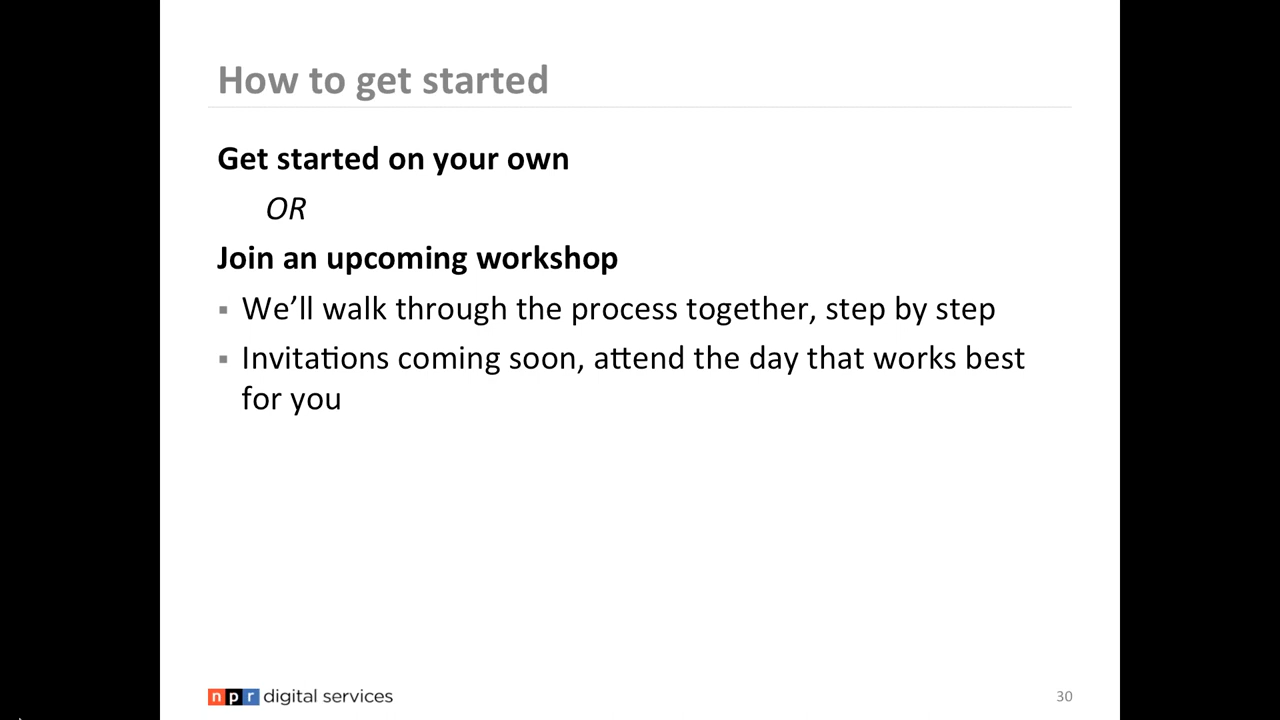 How to get started
Get started on your own
OR
Join an upcoming workshop
▪ We’ll walk through the process together, step by step
▪ Invitations coming soon, attend the day that works best
for you
npr digital services
30